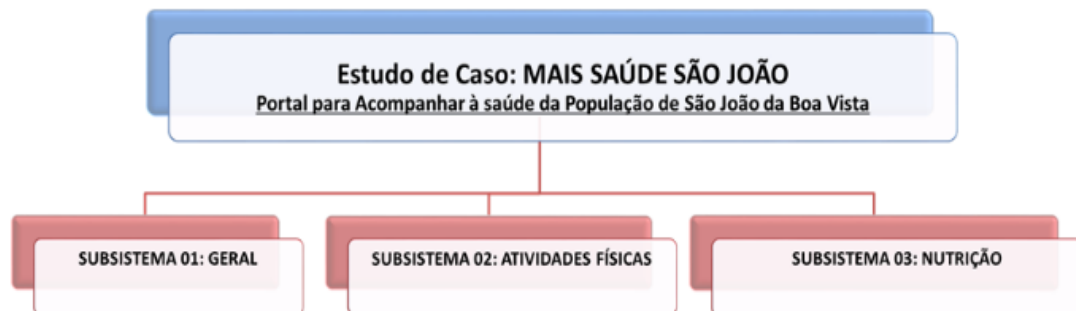 Estudo de Caso: MAIS SAÚDE SÃO JOÃO
Portal para Acompanhar à saúde da População de São João da Boa Vista
SUBSISTEMA 01: GERAL
SUBSISTEMA 02: ATIVIDADES FÍSICAS
SUBSISTEMA 03: NUTRIÇÃO